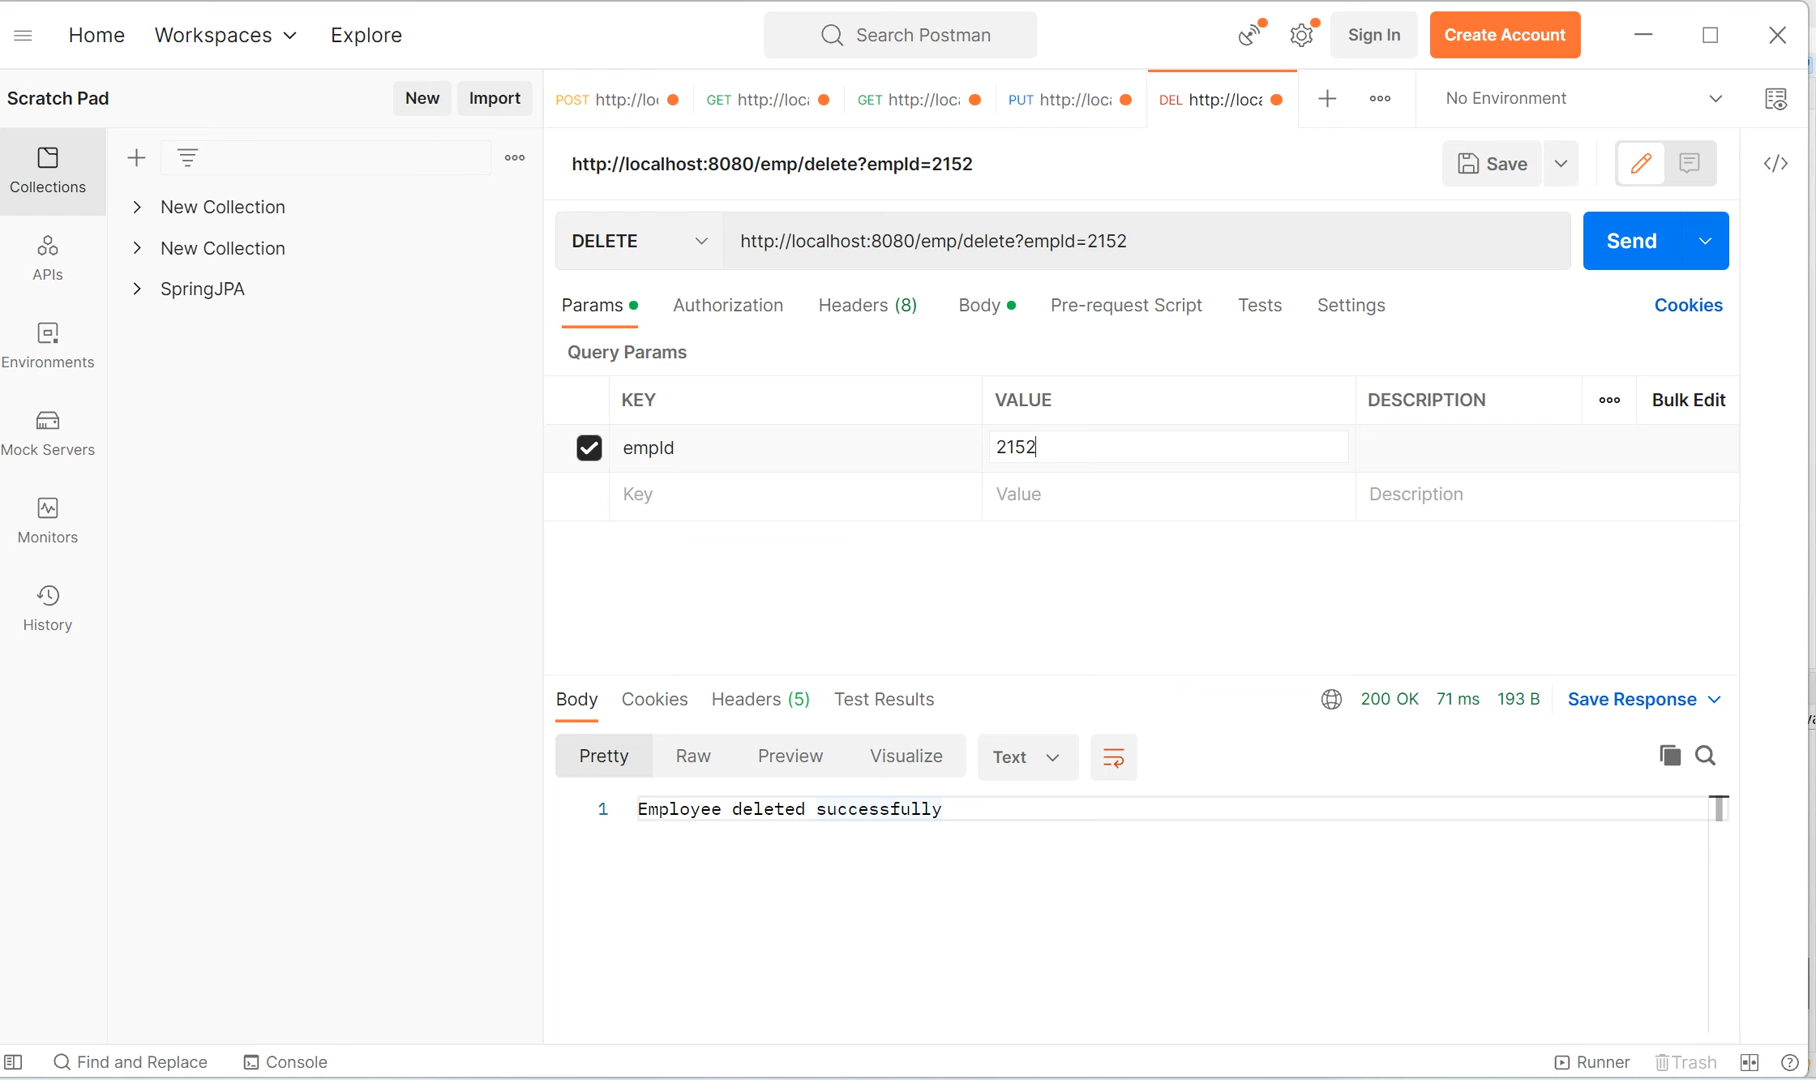 Home Workspaces Explore Search Postman Sign In Create Account
Scratch Pad New Import POST http://loc GET http://loc GET http://loc PUT http://loc DEL http://loca No Environment
Collections
APIs
Environments
Mock Servers
Monitors
History
New Collection
New Collection
SpringJPA
http://localhost:8080/emp/delete?empId=2152 Save
DELETE http://localhost:8080/emp/delete?empId=2152 Send
Params Authorization Headers (8) Body Pre-request Script Tests Settings Cookies
Query Params
KEY VALUE DESCRIPTION Bulk Edit
empId 2152
Key Value Description
Body Cookies Headers (5) Test Results 200 OK 71 ms 193 B Save Response
Pretty Raw Preview Visualize Text
1 Employee deleted successfully
Find and Replace Console Runner Trash